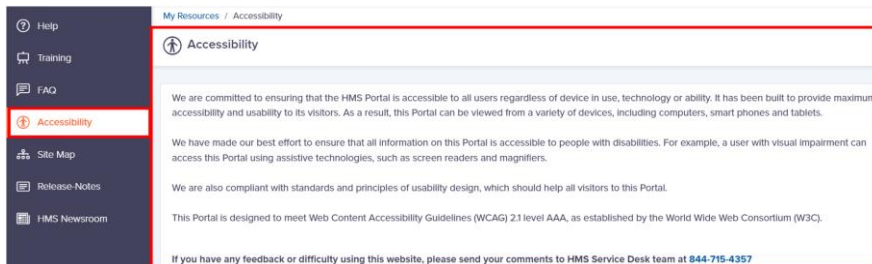 Help
Training
FAQ
Accessibility
Site Map
Release-Notes
HMS Newsroom
My Resources / Accessibility
Accessibility
We are committed to ensuring that the HMS Portal is accessible to all users regardless of device in use, technology or ability. It has been built to provide maximum
accessibility and usability to its visitors. As a result, this Portal can be viewed from a variety of devices, including computers, smart phones and tablets.
We have made our best effort to ensure that all information on this Portal is accessible to people with disabilities. For example, a user with visual impairment can
access this Portal using assistive technologies, such as screen readers and magnifiers.
We are also compliant with standards and principles of usability design, which should help all visitors to this Portal.
This Portal is designed to meet Web Content Accessibility Guidelines (WCAG) 2.1 level AAA, as established by the World Wide Web Consortium (W3C).
If you have any feedback or difficulty using this website, please send your comments to HMS Service Desk team at 844-715-4357